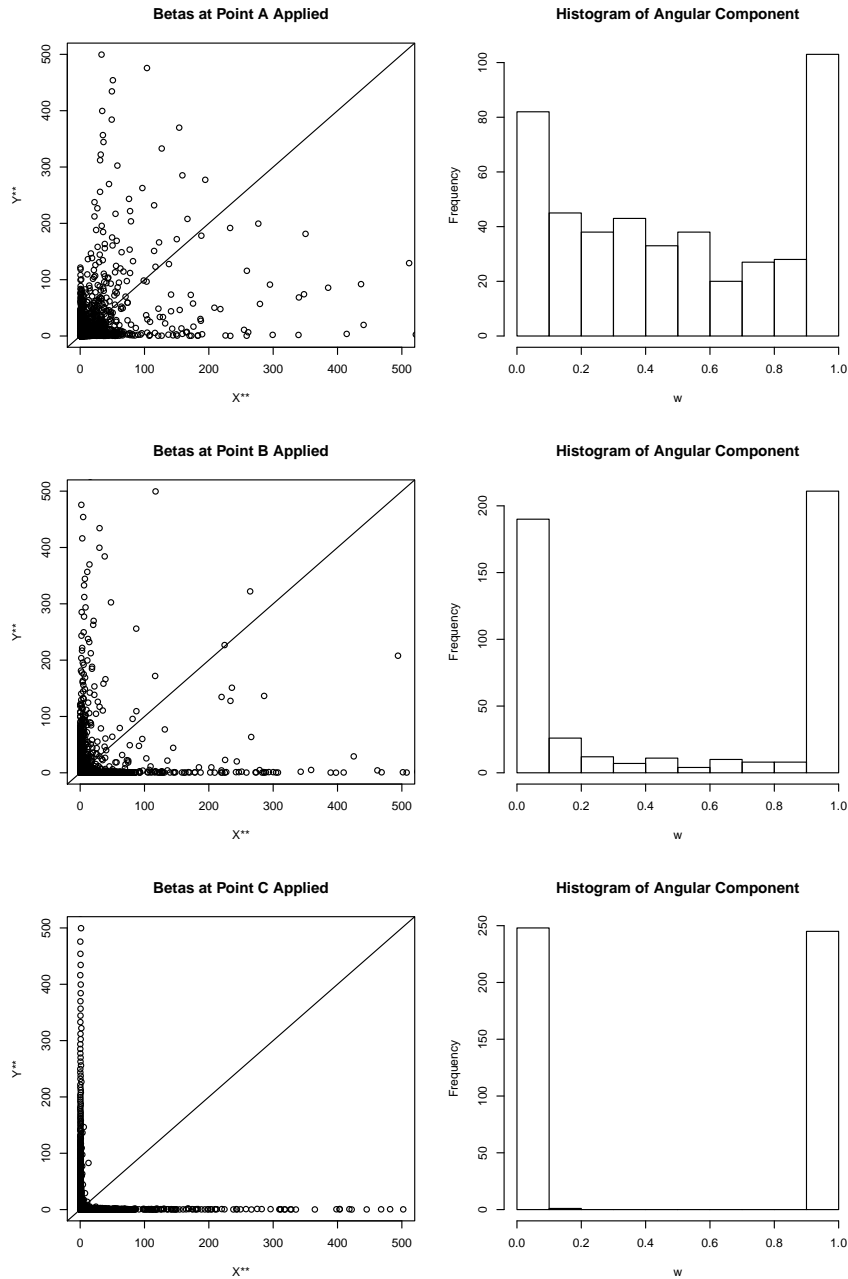 Betas at Point A Applied
Y**
500
400
300
200
100
0
0 100 200 300 400 500
X**
Histogram of Angular Component
Frequency
100
80
60
40
20
0
0.0 0.2 0.4 0.6 0.8 1.0
w
Betas at Point B Applied
Y**
500
400
300
200
100
0
0 100 200 300 400 500
X**
Histogram of Angular Component
Frequency
200
150
100
50
0
0.0 0.2 0.4 0.6 0.8 1.0
w
Betas at Point C Applied
Y**
500
400
300
200
100
0
0 100 200 300 400 500
X**
Histogram of Angular Component
Frequency
250
200
150
100
50
0
0.0 0.2 0.4 0.6 0.8 1.0
w